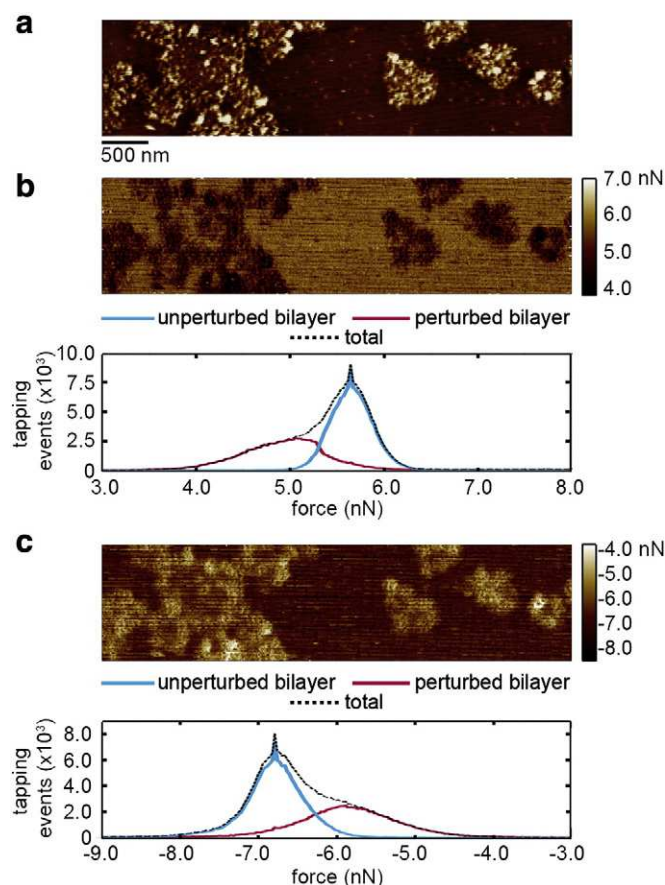 a
500 nm
b
7.0 nN
6.0
5.0
4.0
unperturbed bilayer perturbed bilayer
total
tapping
events (x10³)
10.0
7.5
5.0
2.5
0
3.0 4.0 5.0 6.0 7.0 8.0
force (nN)
c
-4.0 nN
-5.0
-6.0
-7.0
-8.0
unperturbed bilayer perturbed bilayer
total
tapping
events (x10³)
8.0
6.0
4.0
2.0
0
-9.0 -8.0 -7.0 -6.0 -5.0 -4.0 -3.0
force (nN)